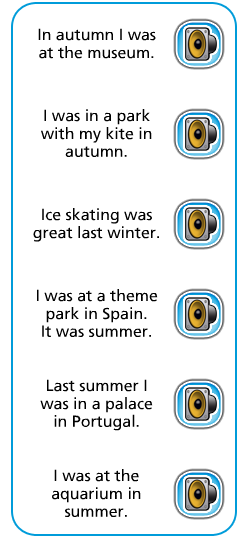 In autumn I was
at the museum.
I was in a park
with my kite in
autumn.
Ice skating was
great last winter.
I was at a theme
park in Spain.
It was summer.
Last summer I
was in a palace
in Portugal.
I was at the
aquarium in
summer.